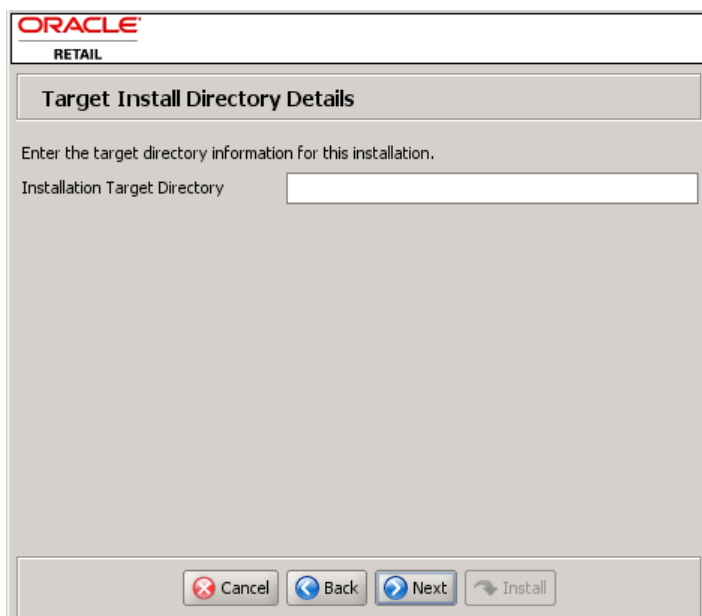 ORACLE
RETAIL
Target Install Directory Details
Enter the target directory information for this installation.
Installation Target Directory
Cancel Back Next Install